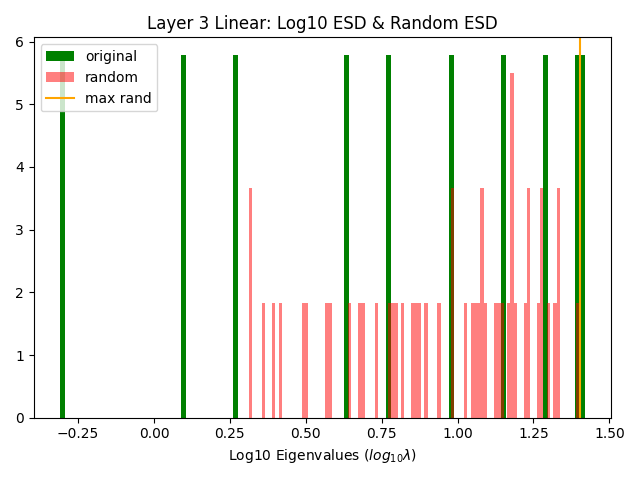 Layer 3 Linear: Log10 ESD & Random ESD
6
5
4
3
2
1
0
original
random
max rand
−0.25 0.00 0.25 0.50 0.75 1.00 1.25 1.50
Log10 Eigenvalues (log₁₀λ)